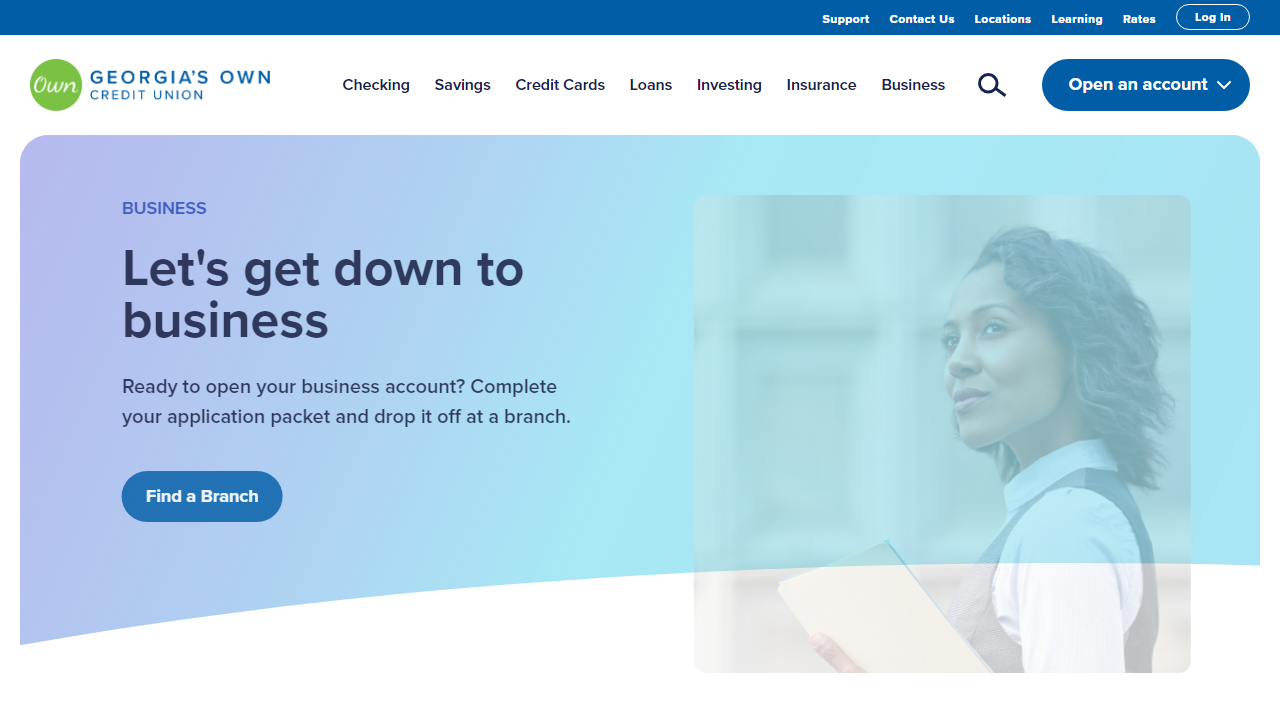 Support Contact Us Locations Learning Rates Log In
Own GEORGIA'S OWN
CREDIT UNION
Checking Savings Credit Cards Loans Investing Insurance Business Open an account
BUSINESS
Let's get down to
business
Ready to open your business account? Complete
your application packet and drop it off at a branch.
Find a Branch